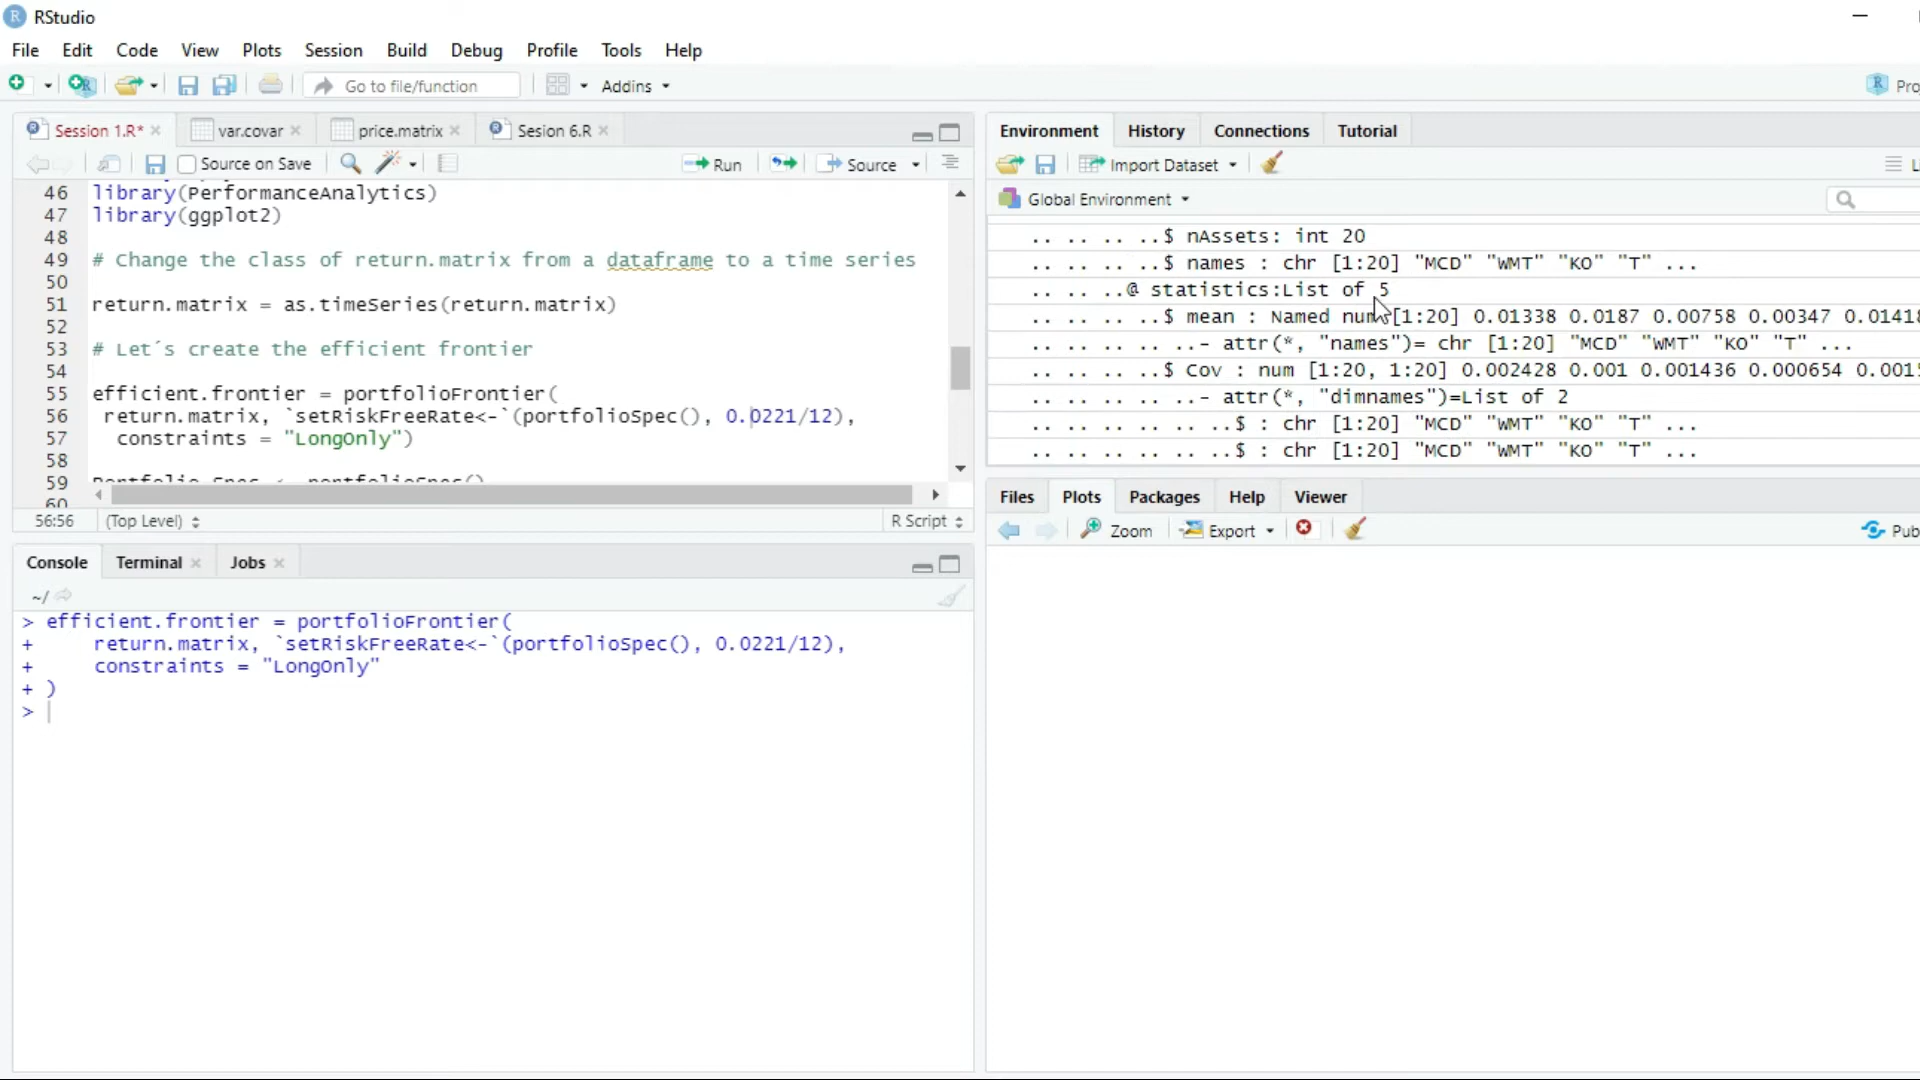 RStudio
File Edit Code View Plots Session Build Debug Profile Tools Help
Go to file/function Addins
Session 1.R* var.covar price.matrix Sesion 6.R
Source on Save Run Source
46 library(PerformanceAnalytics)
47 library(ggplot2)
48
49 # Change the class of return.matrix from a dataframe to a time series
50
51 return.matrix = as.timeSeries(return.matrix)
52
53 # Let´s create the efficient frontier
54
55 efficient.frontier = portfolioFrontier(
56 return.matrix, `setRiskFreeRate<-`(portfolioSpec(), 0.0221/12),
57 constraints = "LongOnly")
58
59 Portfolio.Spec <- portfolioSpec()
60
56:56 (Top Level) R Script
Console Terminal Jobs
~/
> efficient.frontier = portfolioFrontier(
+ return.matrix, `setRiskFreeRate<-`(portfolioSpec(), 0.0221/12),
+ constraints = "LongOnly"
+ )
>
Environment History Connections Tutorial
Import Dataset
Global Environment
.. .. .. ..$ nAssets: int 20
.. .. .. ..$ names : chr [1:20] "MCD" "WMT" "KO" "T" ...
.. .. ..@ statistics:List of 5
.. .. .. ..$ mean : Named num [1:20] 0.01338 0.0187 0.00758 0.00347 0.0141
.. .. .. .. ..- attr(*, "names")= chr [1:20] "MCD" "WMT" "KO" "T" ...
.. .. .. ..$ Cov : num [1:20, 1:20] 0.002428 0.001 0.001436 0.000654 0.001
.. .. .. .. ..- attr(*, "dimnames")=List of 2
.. .. .. .. .. ..$ : chr [1:20] "MCD" "WMT" "KO" "T" ...
.. .. .. .. .. ..$ : chr [1:20] "MCD" "WMT" "KO" "T" ...
Files Plots Packages Help Viewer
Zoom Export